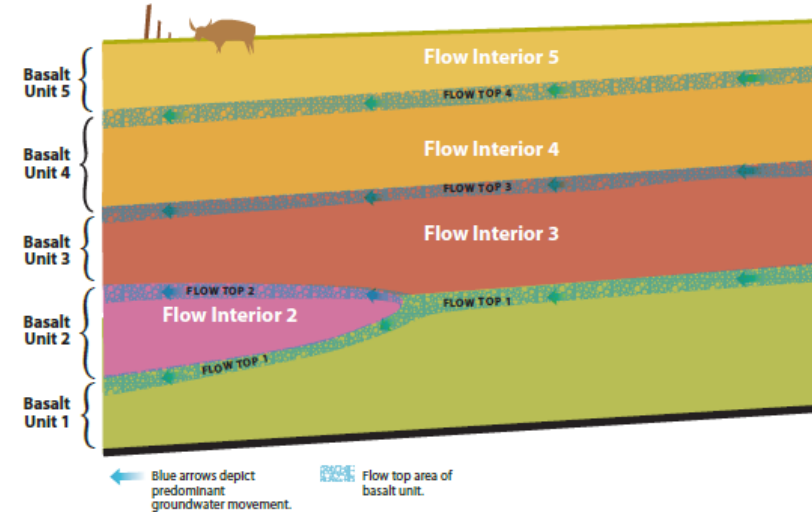 Flow Interior 5
Basalt
Unit 5
FLOW TOP 4
Basalt
Unit 4
Flow Interior 4
FLOW TOP 3
Basalt
Unit 3
Flow Interior 3
FLOW TOP 2
FLOW TOP 1
Basalt
Unit 2
Flow Interior 2
FLOW TOP 1
Basalt
Unit 1
Blue arrows depict
predominant
groundwater movement.
Flow top area of
basalt unit.